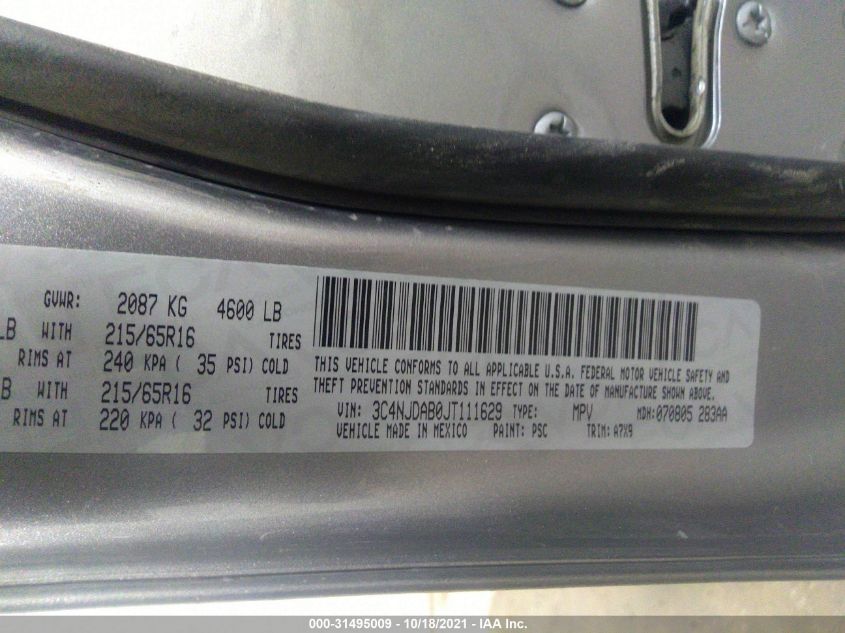 GVWR: 2087 KG 4600 LB
LB WITH 215/65R16 TIRES
RIMS AT 240 KPA ( 35 PSI) COLD
B WITH 215/65R16 TIRES
RIMS AT 220 KPA ( 32 PSI) COLD
THIS VEHICLE CONFORMS TO ALL APPLICABLE U.S.A. FEDERAL MOTOR VEHICLE SAFETY AND
THEFT PREVENTION STANDARDS IN EFFECT ON THE DATE OF MANUFACTURE SHOWN ABOVE.
VIN: 3C4NJDAB0JT111629 TYPE: MPV MDH:070805 283AA
VEHICLE MADE IN MEXICO PAINT: PSC TRIM: A7X9
000-31495009 - 10/18/2021 - IAA Inc.